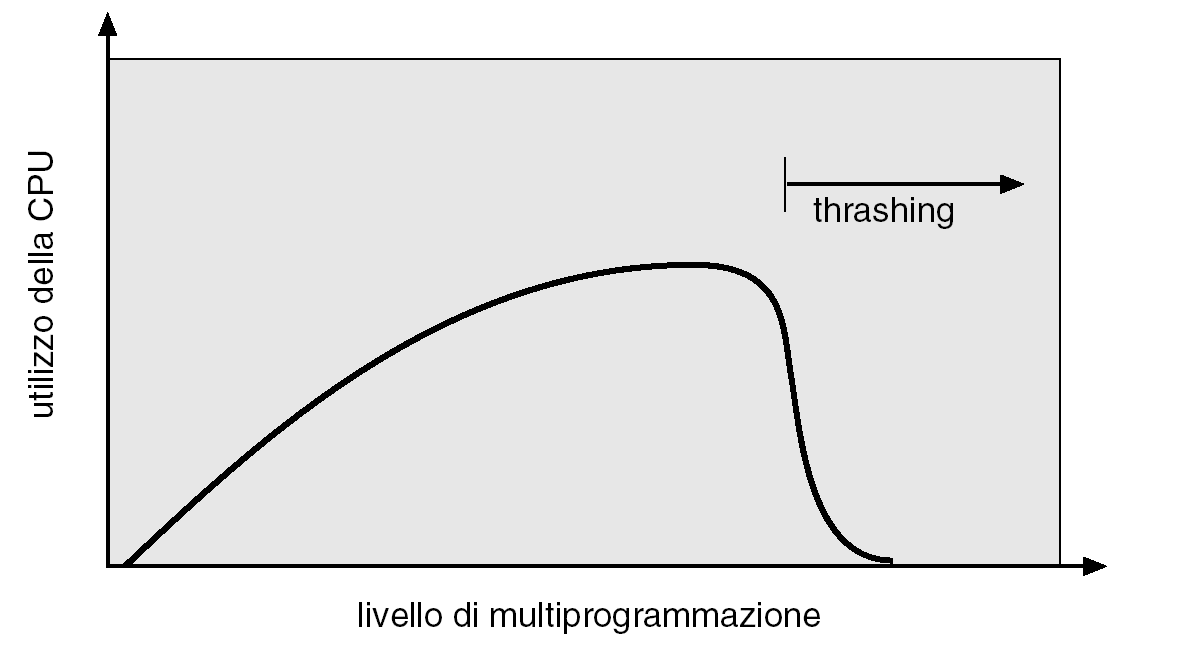 utilizzo della CPU
thrashing
livello di multiprogrammazione